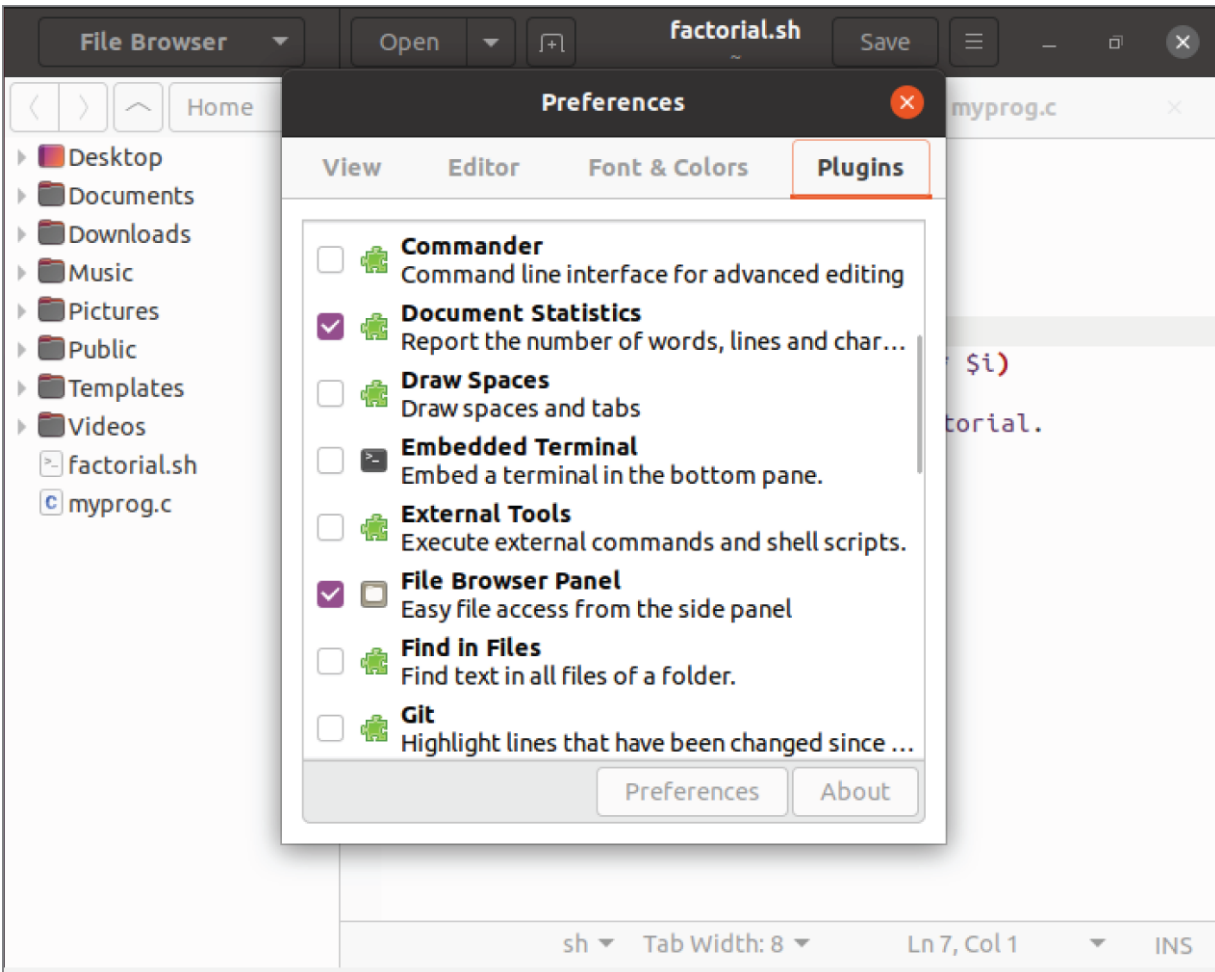 File Browser
Open
factorial.sh
~
Save
Home
Preferences
myprog.c
View
Editor
Font & Colors
Plugins
Desktop
Documents
Downloads
Music
Pictures
Public
Templates
Videos
factorial.sh
myprog.c
Commander
Command line interface for advanced editing
Document Statistics
Report the number of words, lines and char…
Draw Spaces
Draw spaces and tabs
Embedded Terminal
Embed a terminal in the bottom pane.
External Tools
Execute external commands and shell scripts.
File Browser Panel
Easy file access from the side panel
Find in Files
Find text in all files of a folder.
Git
Highlight lines that have been changed since …
Preferences
About
$i)
torial.
sh
Tab Width: 8
Ln 7, Col 1
INS